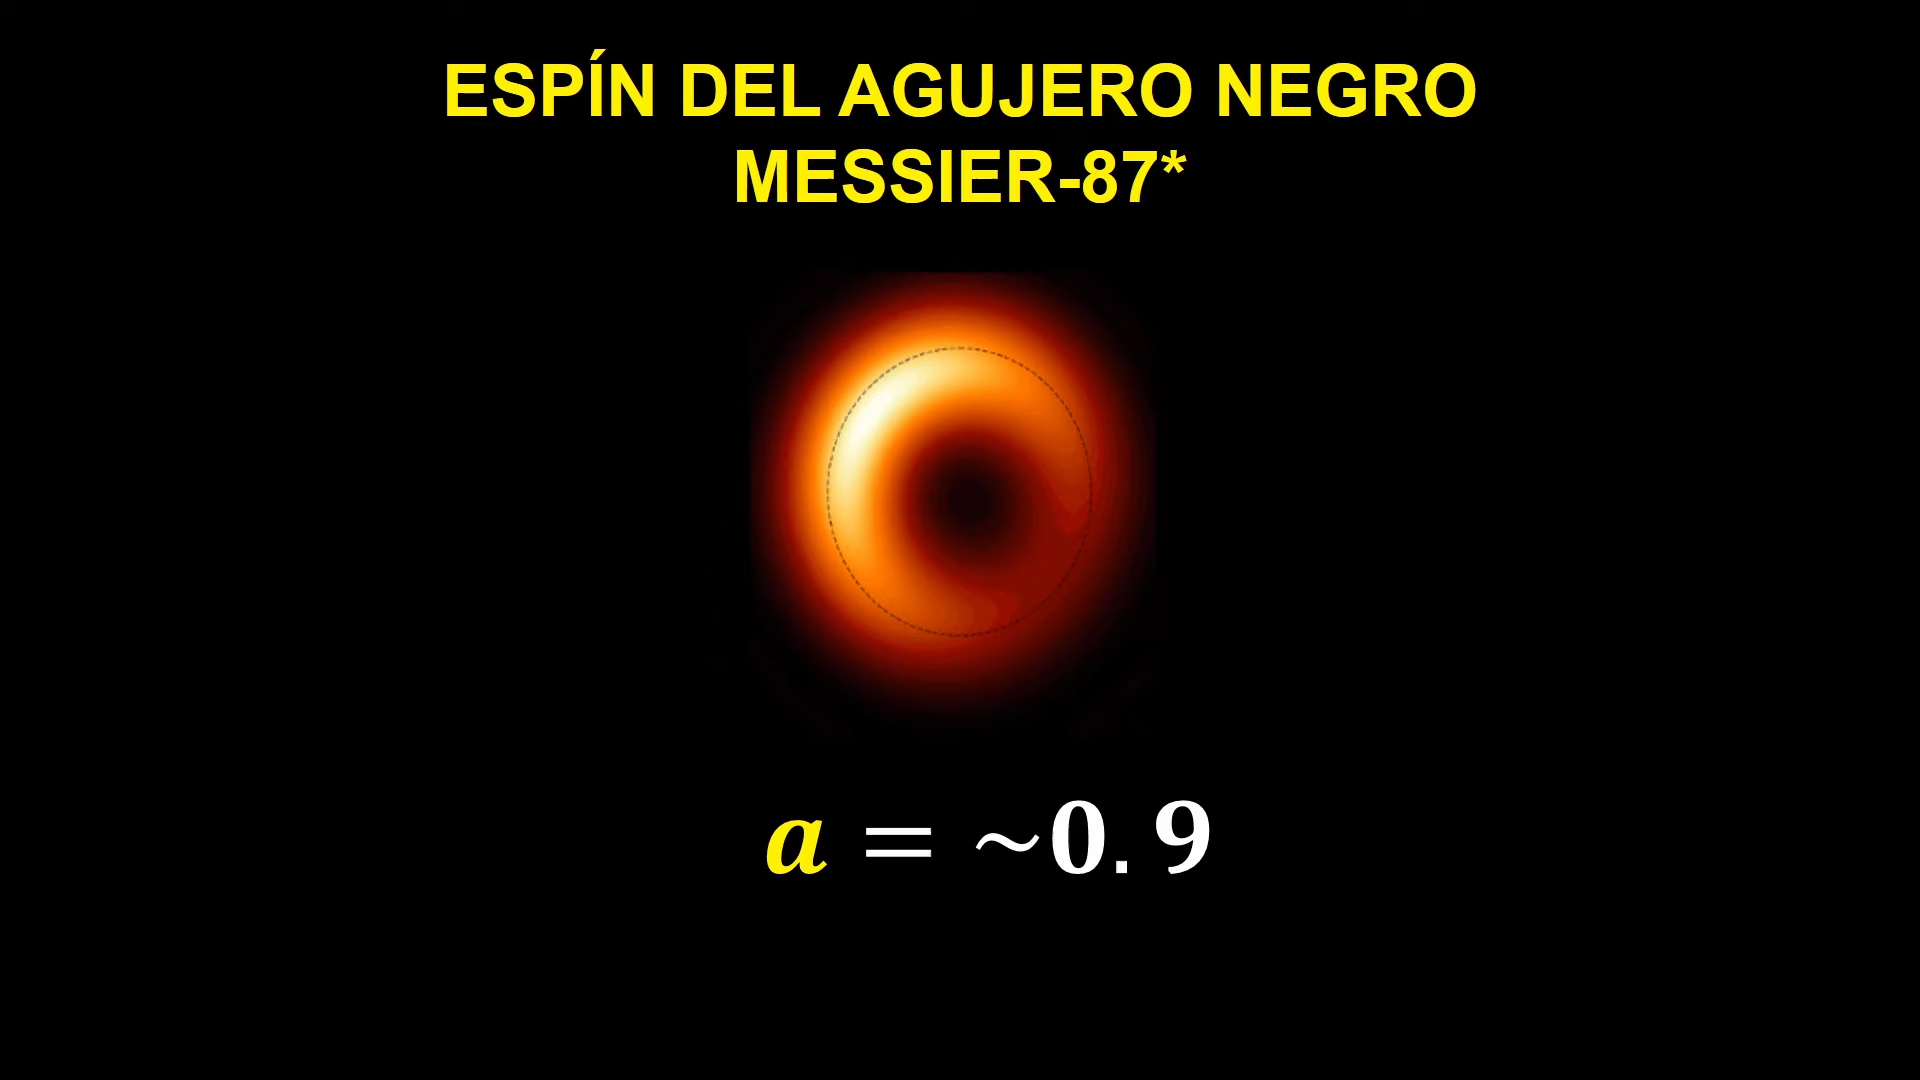 ESPÍN DEL AGUJERO NEGRO
MESSIER-87*
a = ~0.9